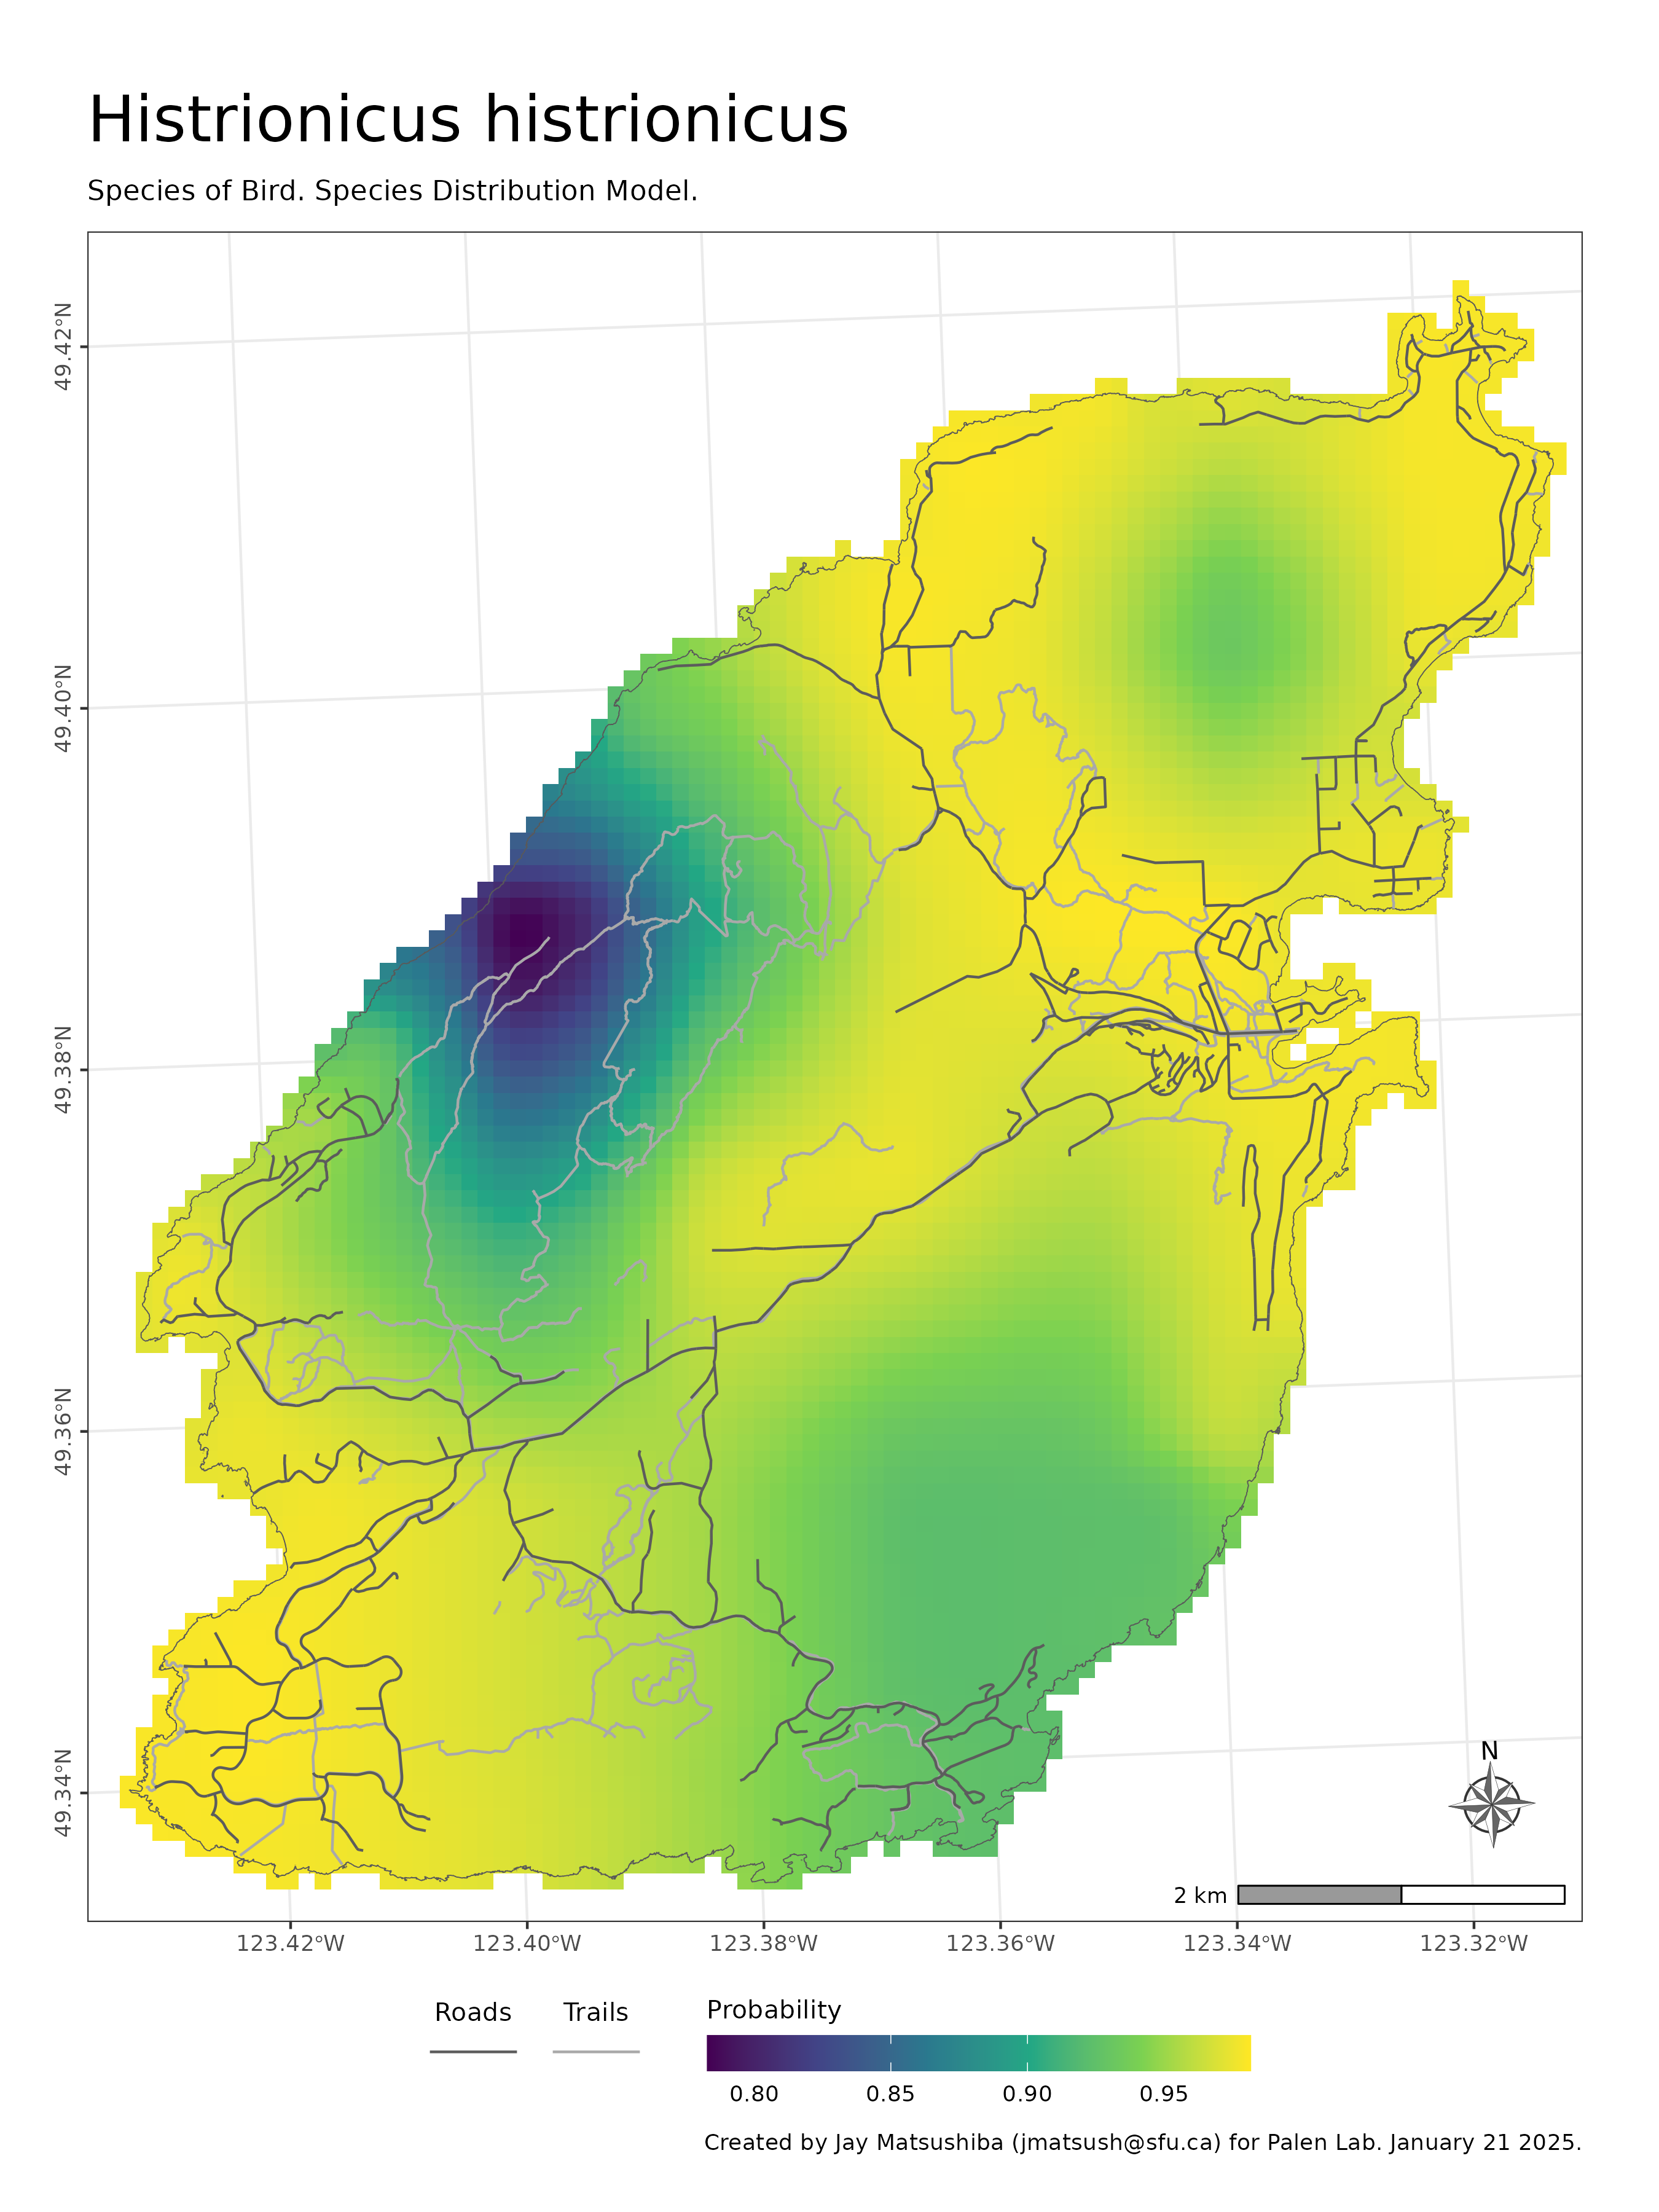 Histrionicus histrionicus
Species of Bird. Species Distribution Model.
49.42°N
49.40°N
49.38°N
49.36°N
49.34°N
N
2 km
123.42°W 123.40°W 123.38°W 123.36°W 123.34°W 123.32°W
Roads Trails Probability
0.80 0.85 0.90 0.95
Created by Jay Matsushiba (jmatsush@sfu.ca) for Palen Lab. January 21 2025.